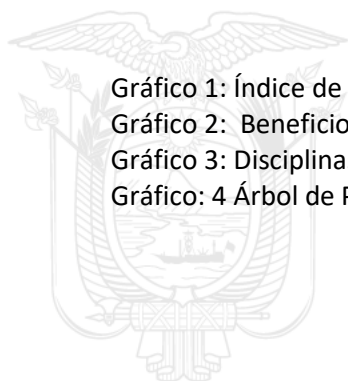 Gráfico 1: Índice de
Gráfico 2:  Beneficio
Gráfico 3: Disciplina
Gráfico: 4 Árbol de